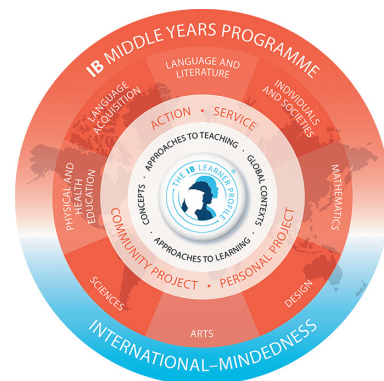 IB MIDDLE YEARS PROGRAMME
LANGUAGE AND
LITERATURE
INDIVIDUALS
AND SOCIETIES
MATHEMATICS
DESIGN
ARTS
SCIENCES
PHYSICAL AND
HEALTH
EDUCATION
LANGUAGE
ACQUISITION
ACTION • SERVICE
PERSONAL PROJECT
COMMUNITY PROJECT
APPROACHES TO TEACHING ·
GLOBAL CONTEXTS ·
APPROACHES TO LEARNING ·
CONCEPTS ·
THE IB LEARNER PROFILE
INTERNATIONAL–MINDEDNESS